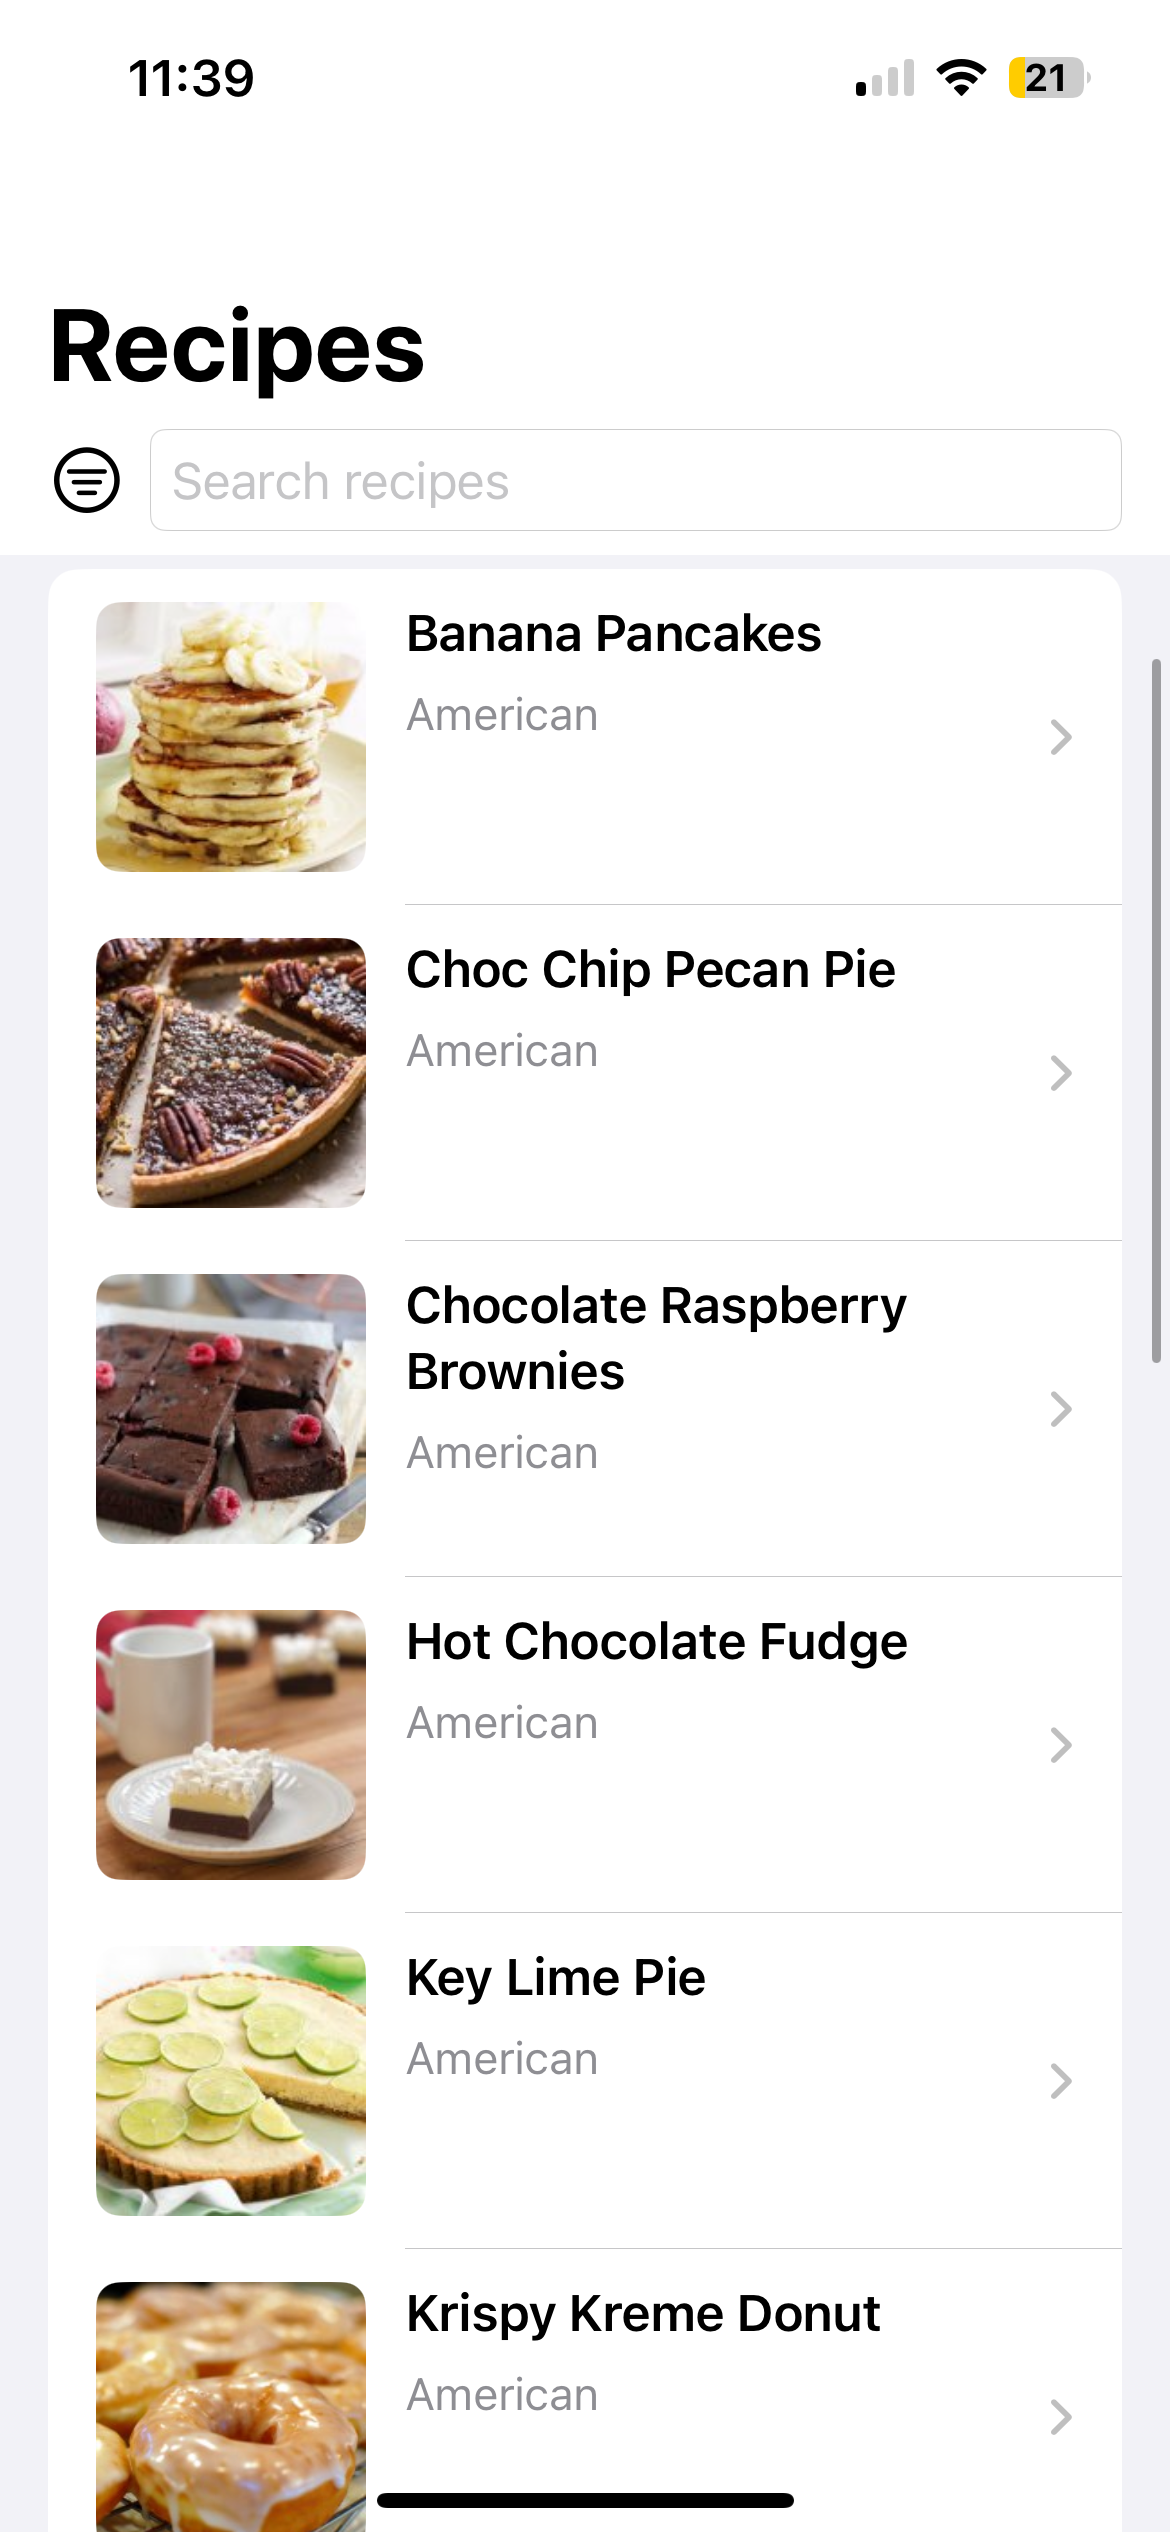 11:39
21
Recipes
Search recipes
Banana Pancakes
American
Choc Chip Pecan Pie
American
Chocolate Raspberry
Brownies
American
Hot Chocolate Fudge
American
Key Lime Pie
American
Krispy Kreme Donut
American